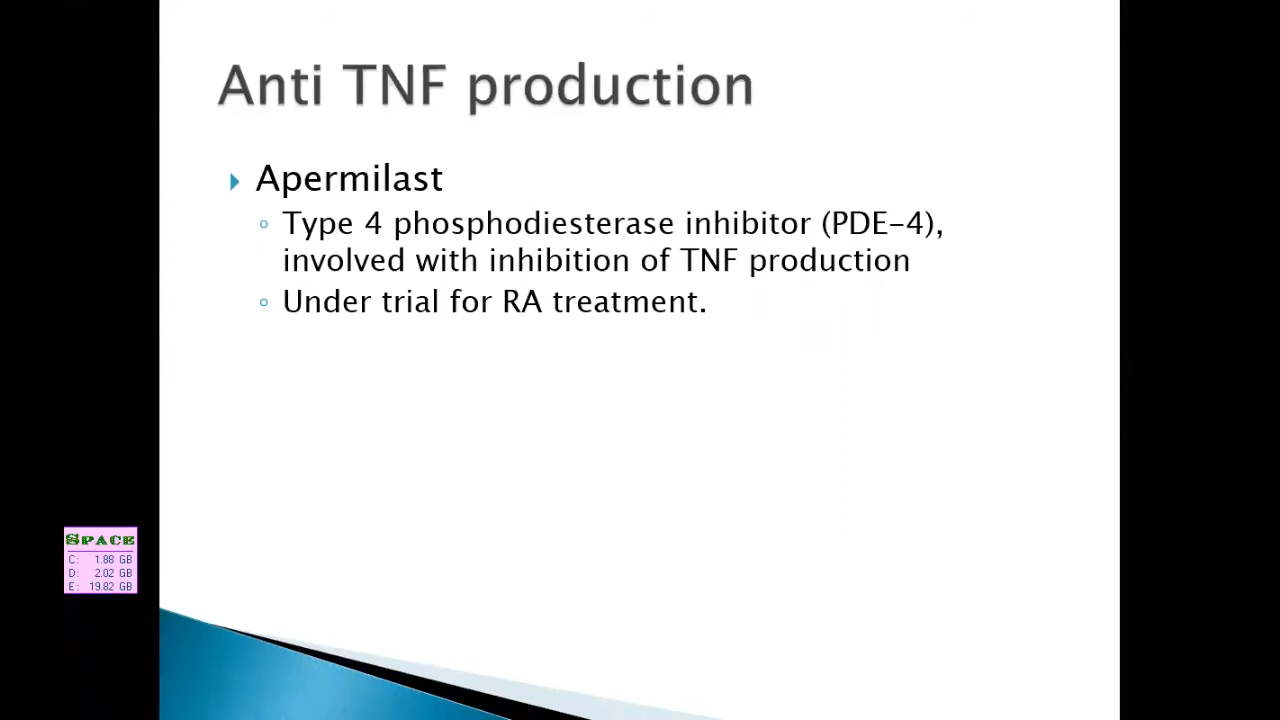 Anti TNF production
Apermilast
Type 4 phosphodiesterase inhibitor (PDE-4),
involved with inhibition of TNF production
Under trial for RA treatment.
SPACE
C: 1.88 GB
D: 2.02 GB
E: 19.82 GB